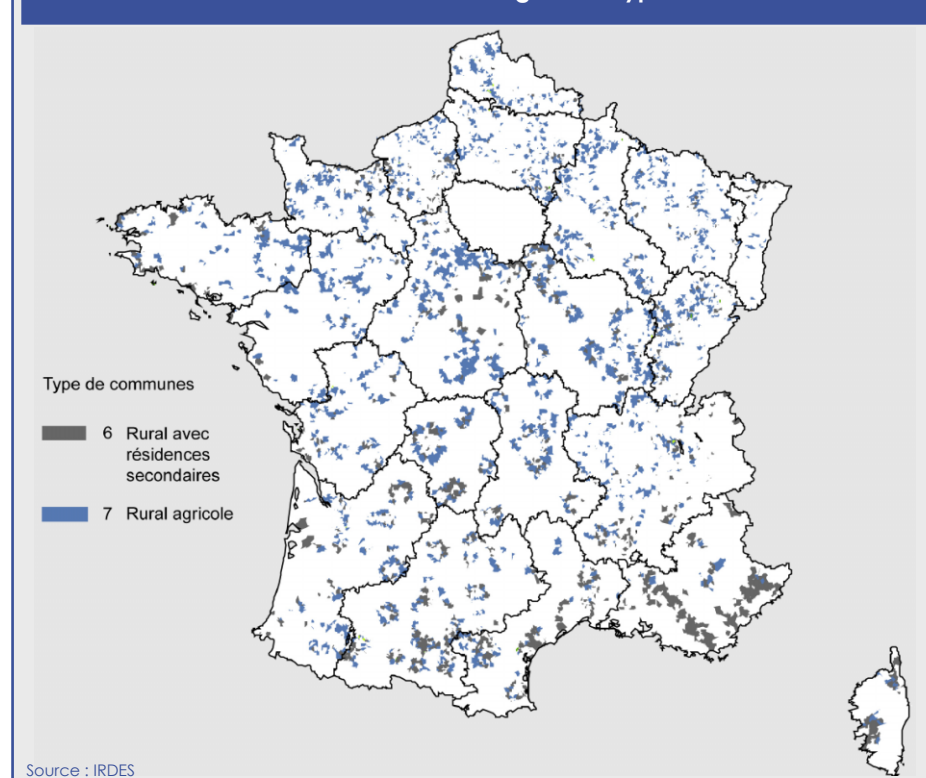 Type de communes
6 Rural avec
résidences
secondaires
7 Rural agricole
Source : IRDES